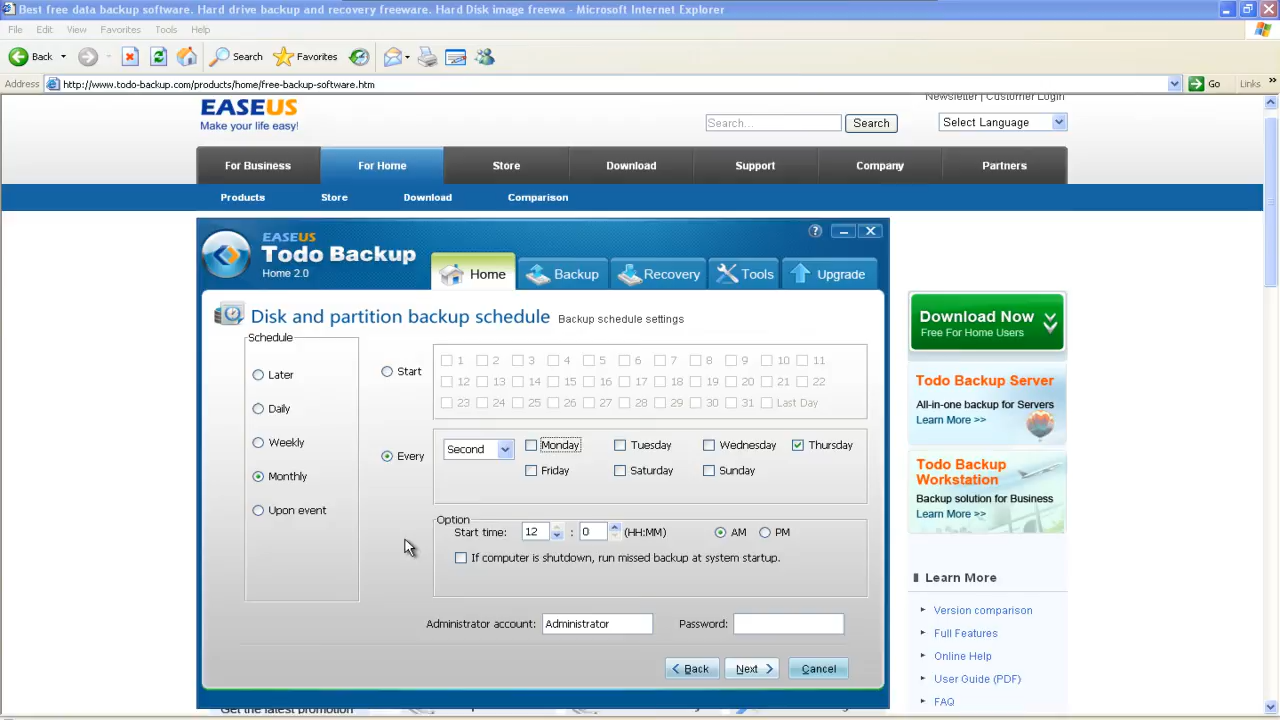 Best free data backup software. Hard drive backup and recovery freeware. Hard Disk image freewa - Microsoft Internet Explorer
File Edit View Favorites Tools Help
Back Search Favorites
Address http://www.todo-backup.com/products/home/free-backup-software.htm Go Links
EASEUS
Make your life easy!
Newsletter | Customer Login
Search... Search Select Language
For Business For Home Store Download Support Company Partners
Products Store Download Comparison
EASEUS
Todo Backup
Home 2.0
Home Backup Recovery Tools Upgrade
Disk and partition backup schedule Backup schedule settings
Schedule
Later
Daily
Weekly
Monthly
Upon event
Start
1 2 3 4 5 6 7 8 9 10 11
12 13 14 15 16 17 18 19 20 21 22
23 24 25 26 27 28 29 30 31 Last Day
Every
Second Monday Tuesday Wednesday Thursday
Friday Saturday Sunday
Option
Start time: 12 : 0 (HH:MM) AM PM
If computer is shutdown, run missed backup at system startup.
Administrator account: Administrator Password:
Back Next Cancel
Download Now
Free For Home Users
Todo Backup Server
All-in-one backup for Servers
Learn More >>
Todo Backup
Workstation
Backup solution for Business
Learn More >>
Learn More
Version comparison
Full Features
Online Help
User Guide (PDF)
FAQ
Get the latest promotion